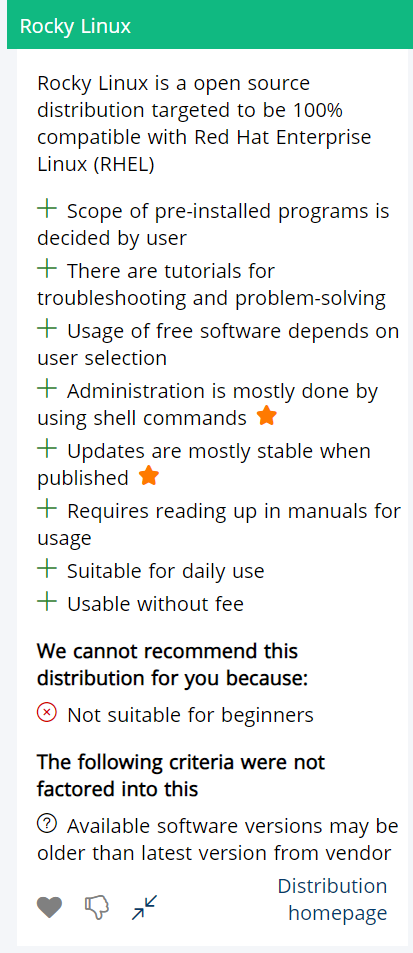 Rocky Linux
Rocky Linux is a open source
distribution targeted to be 100%
compatible with Red Hat Enterprise
Linux (RHEL)
Scope of pre-installed programs is
decided by user
There are tutorials for
troubleshooting and problem-solving
Usage of free software depends on
user selection
Administration is mostly done by
using shell commands
Updates are mostly stable when
published
Requires reading up in manuals for
usage
Suitable for daily use
Usable without fee
We cannot recommend this
distribution for you because:
Not suitable for beginners
The following criteria were not
factored into this
Available software versions may be
older than latest version from vendor
Distribution
homepage